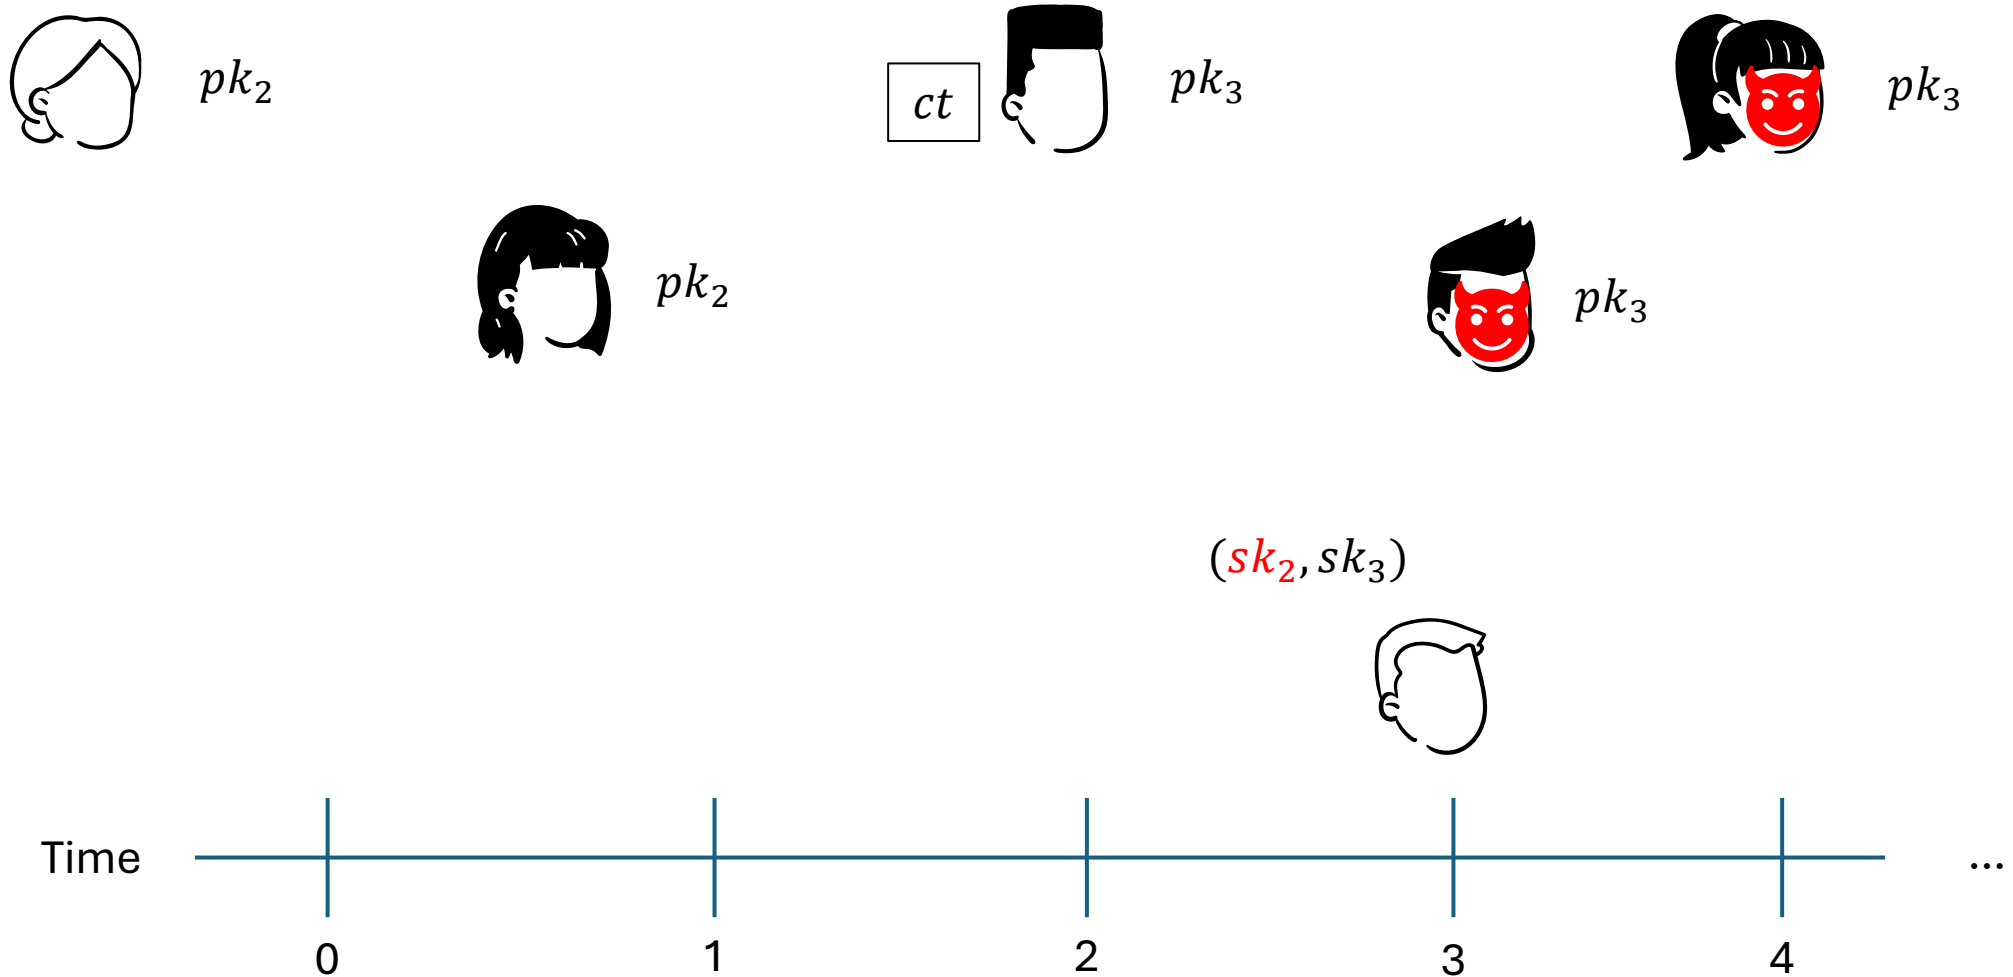 pk₂
ct
pk₃
pk₃
pk₂
pk₃
(sk₂, sk₃)
Time
...
0 1 2 3 4